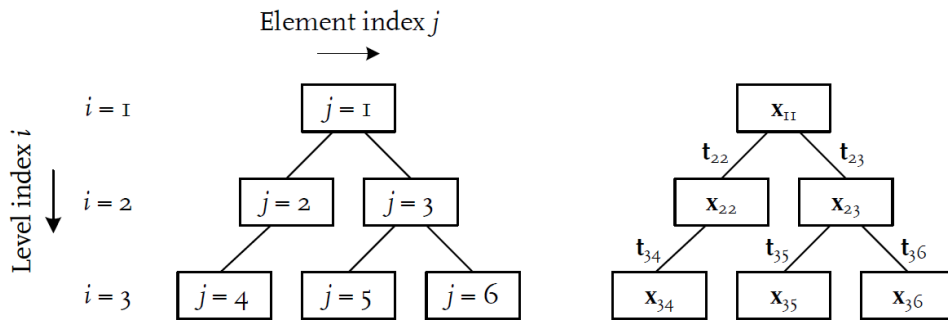 Element index j
Level index i
i = 1
j = 1
x₁₁
t₂₂
t₂₃
i = 2
j = 2
j = 3
x₂₂
x₂₃
t₃₄
t₃₅
t₃₆
i = 3
j = 4
j = 5
j = 6
x₃₄
x₃₅
x₃₆